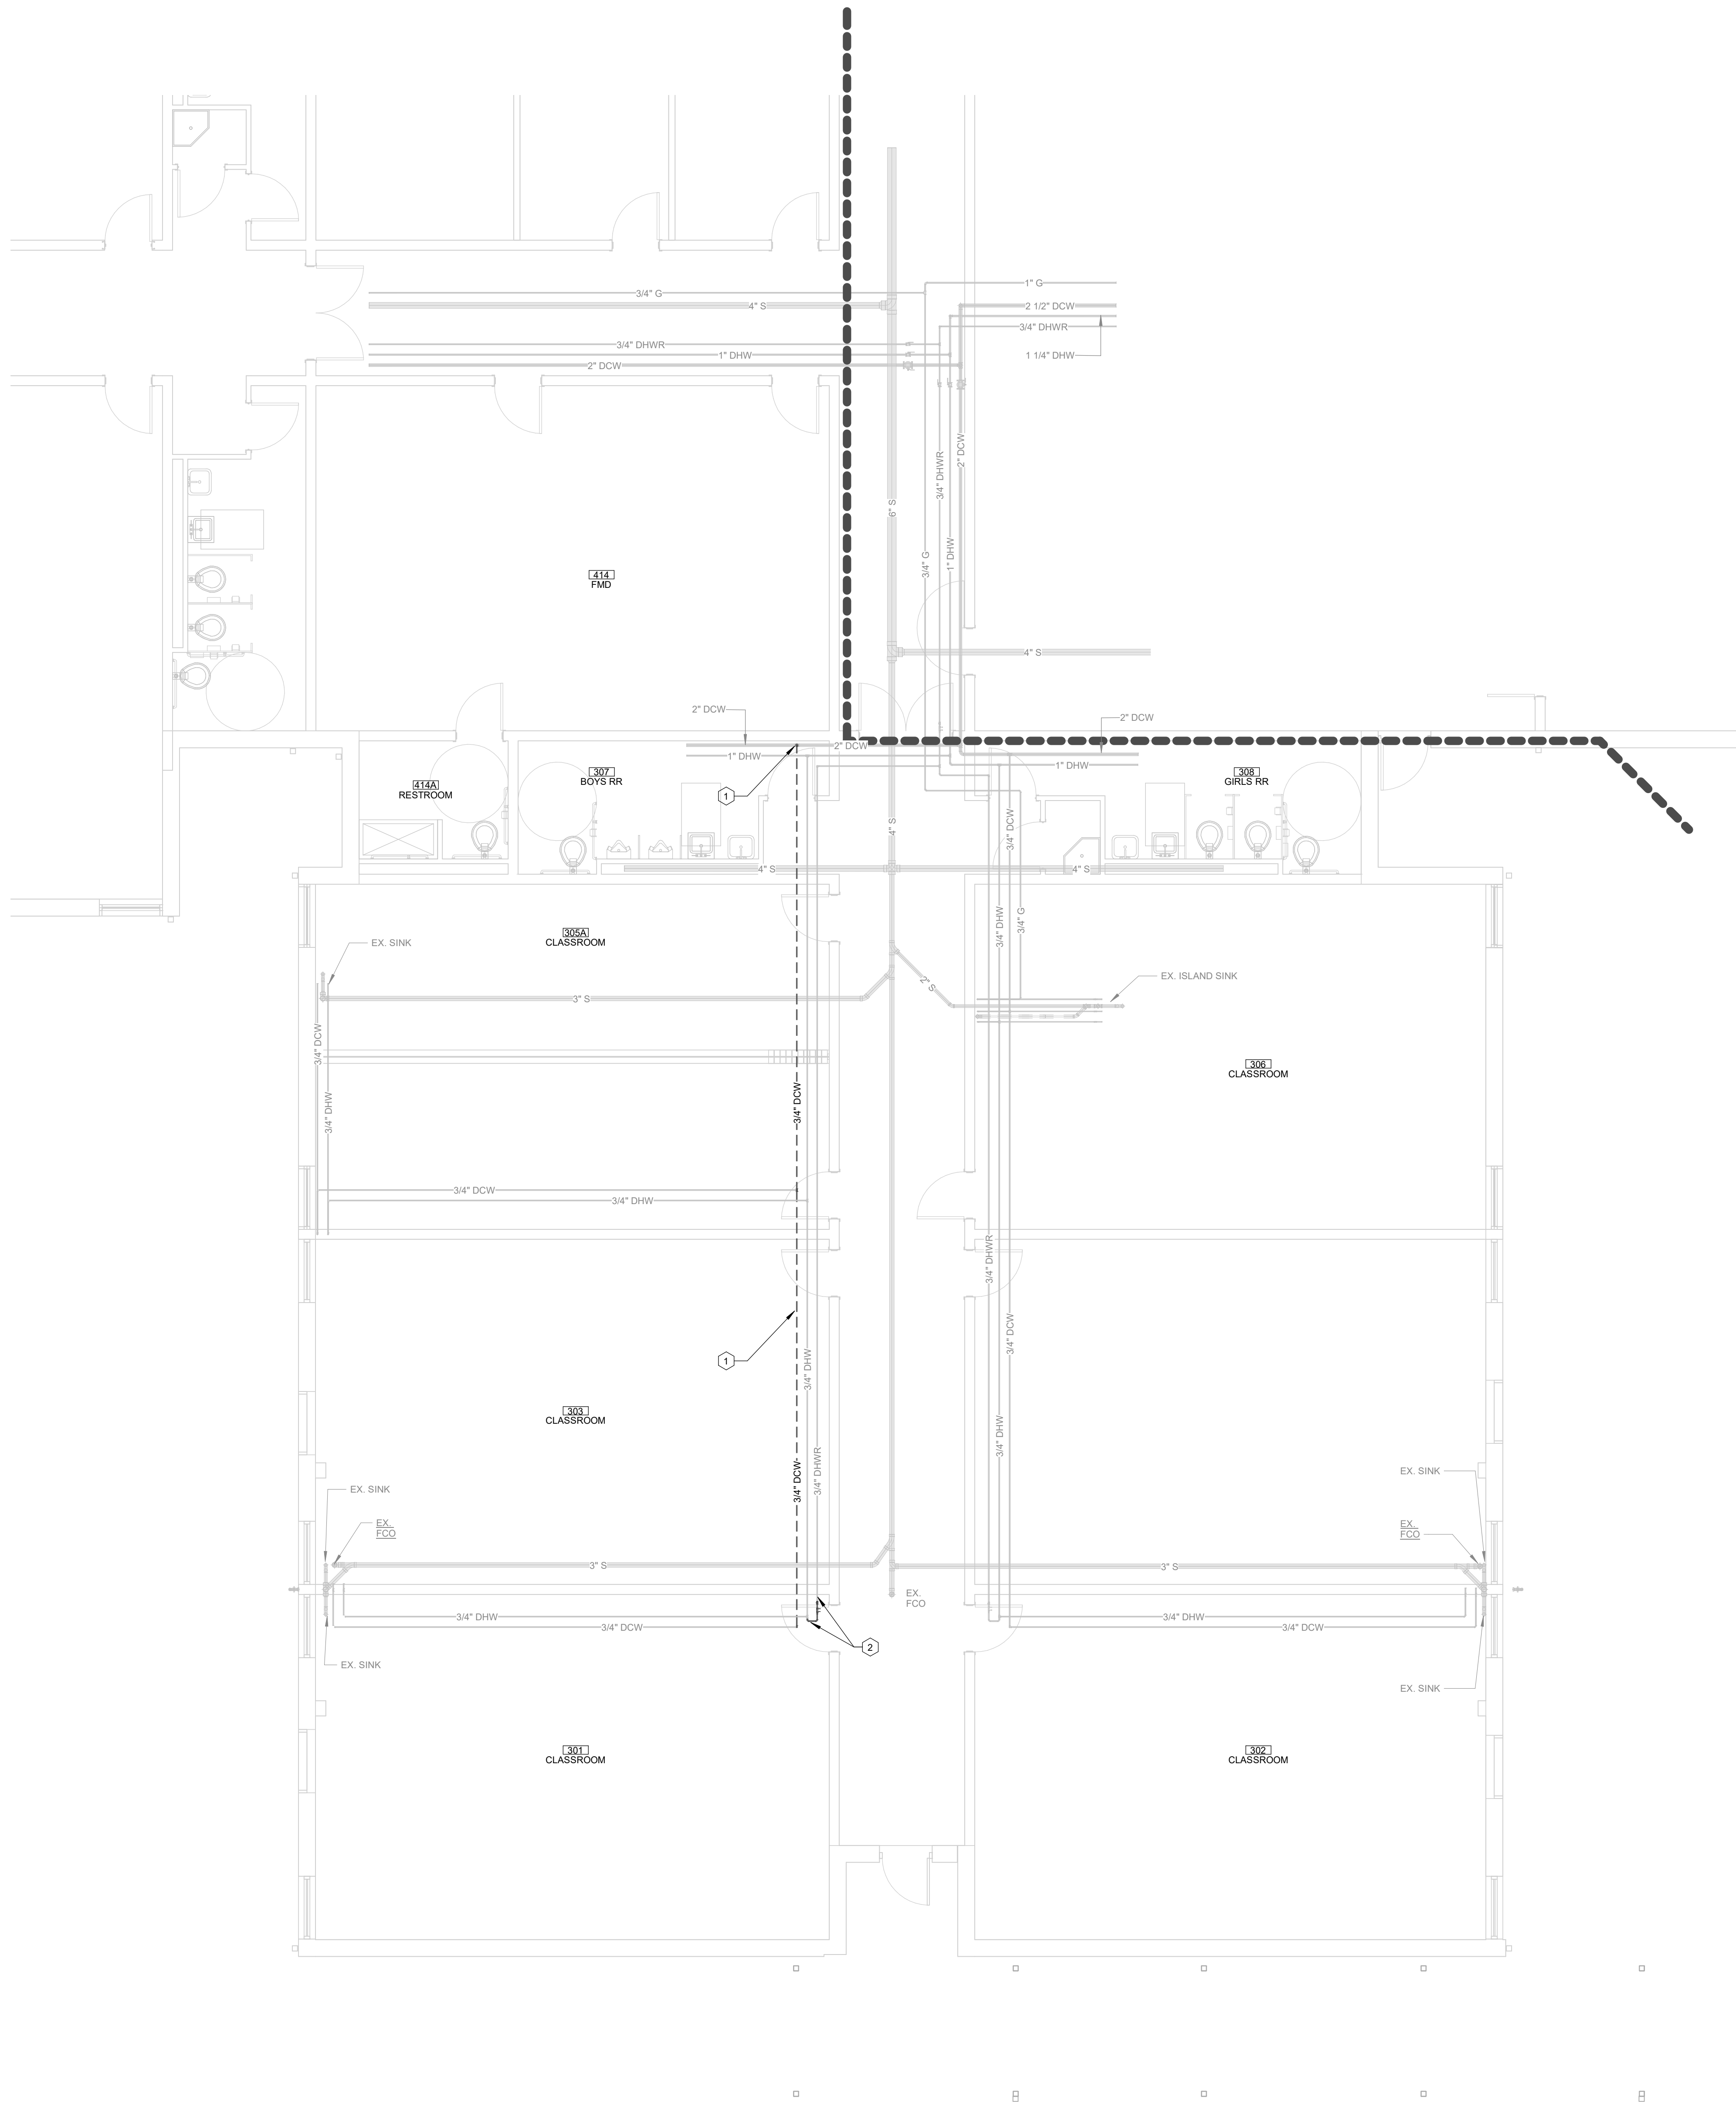 1" G
3/4" G
4" S
2 1/2" DCW
3/4" DHWR
3/4" DHWR
1" DHW
1 1/4" DHW
2" DCW
2" DCW
3/4" DHWR
6" S
1" DHW
3/4" G
414
FMD
4" S
2" DCW
2" DCW
2" DCW
1" DHW
1" DHW
307
BOYS RR
308
GIRLS RR
414A
RESTROOM
1
4" S
3/4" DCW
4" S
4" S
3/4" DHW
3/4" G
305A
CLASSROOM
EX. SINK
EX. ISLAND SINK
2" S
3" S
3/4" DCW
306
CLASSROOM
3/4" DCW
3/4" DHW
3/4" DCW
3/4" DHW
3/4" DHWR
3/4" DCW
1
3/4" DHW
303
CLASSROOM
3/4" DHW
3/4" DCW
3/4" DHWR
EX. SINK
EX. SINK
EX.
FCO
EX.
FCO
3" S
3" S
EX.
FCO
3/4" DHW
3/4" DHW
3/4" DCW
3/4" DCW
2
EX. SINK
EX. SINK
301
CLASSROOM
302
CLASSROOM